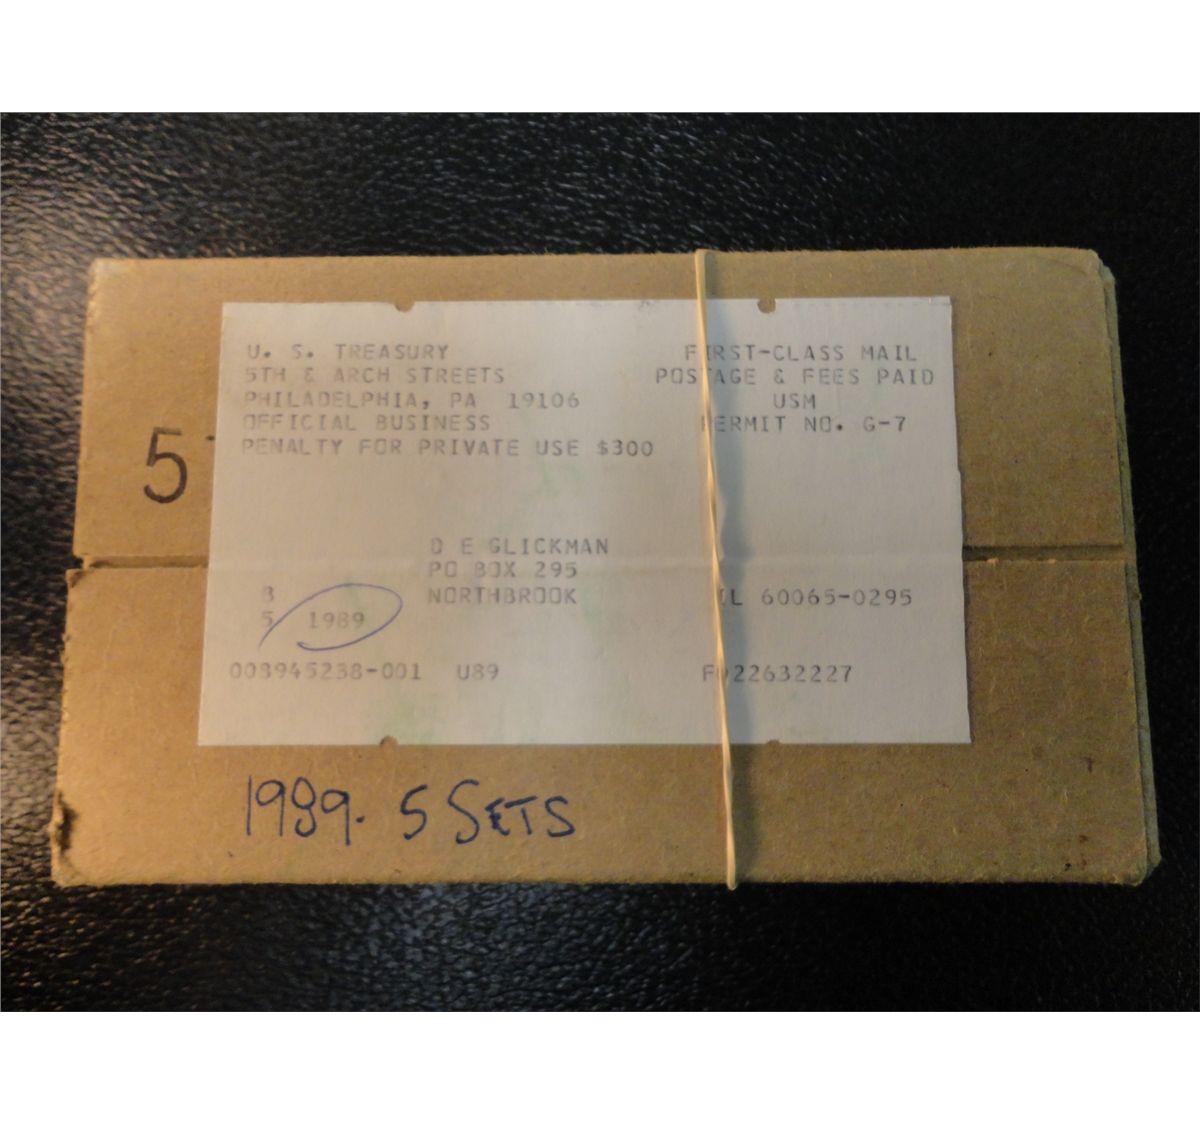 U. S. TREASURY
5TH & ARCH STREETS
PHILADELPHIA, PA 19106
OFFICIAL BUSINESS
PENALTY FOR PRIVATE USE $300
FIRST-CLASS MAIL
POSTAGE & FEES PAID
USM
PERMIT NO. G-7
5
D E GLICKMAN
PO BOX 295
NORTHBROOK IL 60065-0295
B
5 1989
008945238-001 U89
22632227
1989. 5 SETS